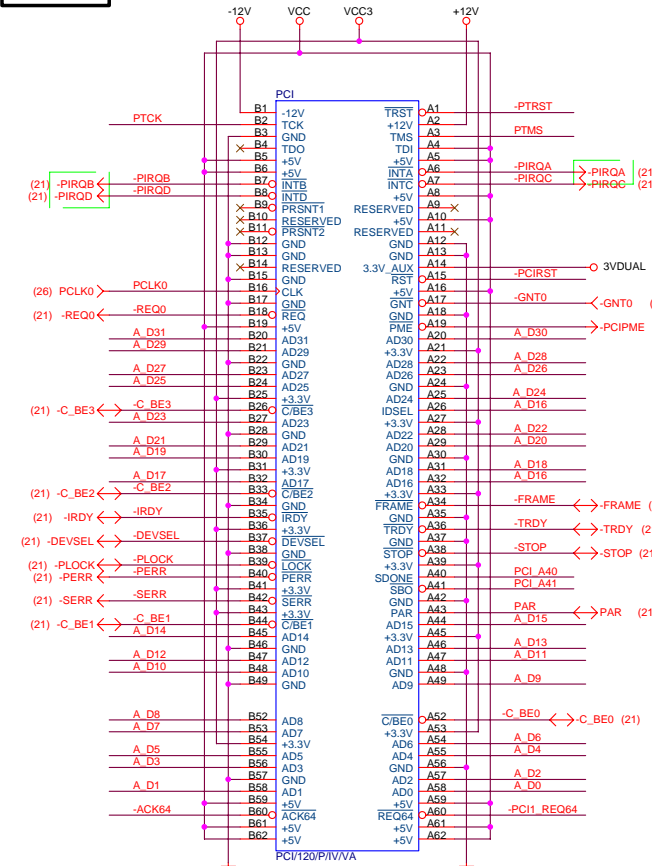 -12V VCC VCC3 +12V
PCI
B1 -12V TRST A1 -PTRST
PTCK B2 TCK +12V A2
B3 GND TMS A3 PTMS
B4 TDO TDI A4
B5 +5V +5V A5
B6 +5V INTA A6 -PIRQA -PIRQA (21
(21) -PIRQB -PIRQB B7 INTB INTC A7 -PIRQC -PIRQC (21
(21) -PIRQD -PIRQD B8 INTD +5V A8
B9 PRSNT1 RESERVED A9
B10 RESERVED +5V A10
B11 PRSNT2 RESERVED A11
B12 GND GND A12
B13 GND GND A13
B14 RESERVED 3.3V_AUX A14 3VDUAL
B15 GND RST A15 -PCIRST
(26) PCLK0 PCLK0 B16 CLK +5V A16
B17 GND GNT A17 -GNT0 -GNT0 (
(21) -REQ0 -REQ0 B18 REQ GND A18
B19 +5V PME A19 -PCIPME
A_D31 B20 AD31 AD30 A20 A_D30
A_D29 B21 AD29 +3.3V A21
B22 GND AD28 A22 A_D28
A_D27 B23 AD27 AD26 A23 A_D26
A_D25 B24 AD25 GND A24
B25 +3.3V AD24 A25 A_D24
(21) -C_BE3 -C_BE3 B26 C/BE3 IDSEL A26 A_D16
A_D23 B27 AD23 +3.3V A27
B28 GND AD22 A28 A_D22
A_D21 B29 AD21 AD20 A29 A_D20
A_D19 B30 AD19 GND A30
B31 +3.3V AD18 A31 A_D18
A_D17 B32 AD17 AD16 A32 A_D16
(21) -C_BE2 -C_BE2 B33 C/BE2 +3.3V A33
B34 GND FRAME A34 -FRAME -FRAME (
(21) -IRDY -IRDY B35 IRDY GND A35
B36 +3.3V TRDY A36 -TRDY -TRDY (2
(21) -DEVSEL -DEVSEL B37 DEVSEL GND A37
B38 GND STOP A38 -STOP -STOP (21
(21) -PLOCK -PLOCK B39 LOCK +3.3V A39
(21) -PERR -PERR B40 PERR SDONE A40 PCI_A40
B41 +3.3V SBO A41 PCI_A41
(21) -SERR -SERR B42 SERR GND A42
B43 +3.3V PAR A43 PAR PAR (21
(21) -C_BE1 -C_BE1 B44 C/BE1 AD15 A44 A_D15
A_D14 B45 AD14 +3.3V A45
B46 GND AD13 A46 A_D13
A_D12 B47 AD12 AD11 A47 A_D11
A_D10 B48 AD10 GND A48
B49 GND AD9 A49 A_D9
A_D8 B52 AD8 C/BE0 A52 -C_BE0 -C_BE0 (21)
A_D7 B53 AD7 +3.3V A53
B54 +3.3V AD6 A54 A_D6
A_D5 B55 AD5 AD4 A55 A_D4
A_D3 B56 AD3 GND A56
B57 GND AD2 A57 A_D2
A_D1 B58 AD1 AD0 A58 A_D0
B59 +5V +5V A59
-ACK64 B60 ACK64 REQ64 A60 -PCI1_REQ64
B61 +5V +5V A61
B62 +5V +5V A62
PCI/120/P/IV/VA